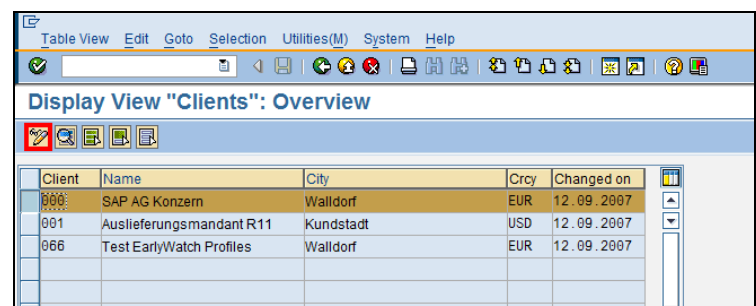 Table View Edit Goto Selection Utilities(M) System Help
Display View "Clients": Overview
Client Name City Crcy Changed on
000 SAP AG Konzern Walldorf EUR 12.09.2007
001 Auslieferungsmandant R11 Kundstadt USD 12.09.2007
066 Test EarlyWatch Profiles Walldorf EUR 12.09.2007